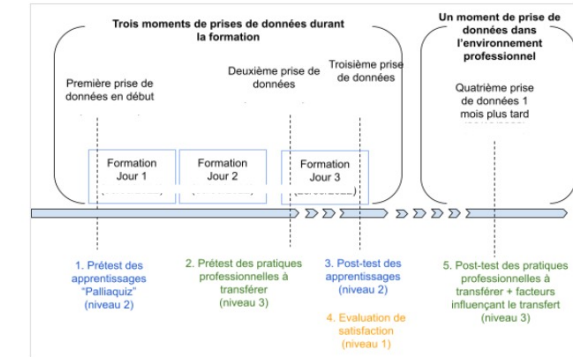 Trois moments de prises de données durant
la formation
Un moment de prise de
données dans
l'environnement
professionnel
Première prise de
données en début
Deuxième prise de
données
Troisième prise
de données
Quatrième prise
de données 1
mois plus tard
Formation
Jour 1
Formation
Jour 2
Formation
Jour 3
1. Prétest des
apprentissages
"Palliaquiz"
(niveau 2)
2. Prétest des pratiques
professionnelles à
transférer
(niveau 3)
3. Post-test des
apprentissages
(niveau 2)
4. Evaluation de
satisfaction
(niveau 1)
5. Post-test des pratiques
professionnelles à
transférer + facteurs
influençant le transfert
(niveau 3)